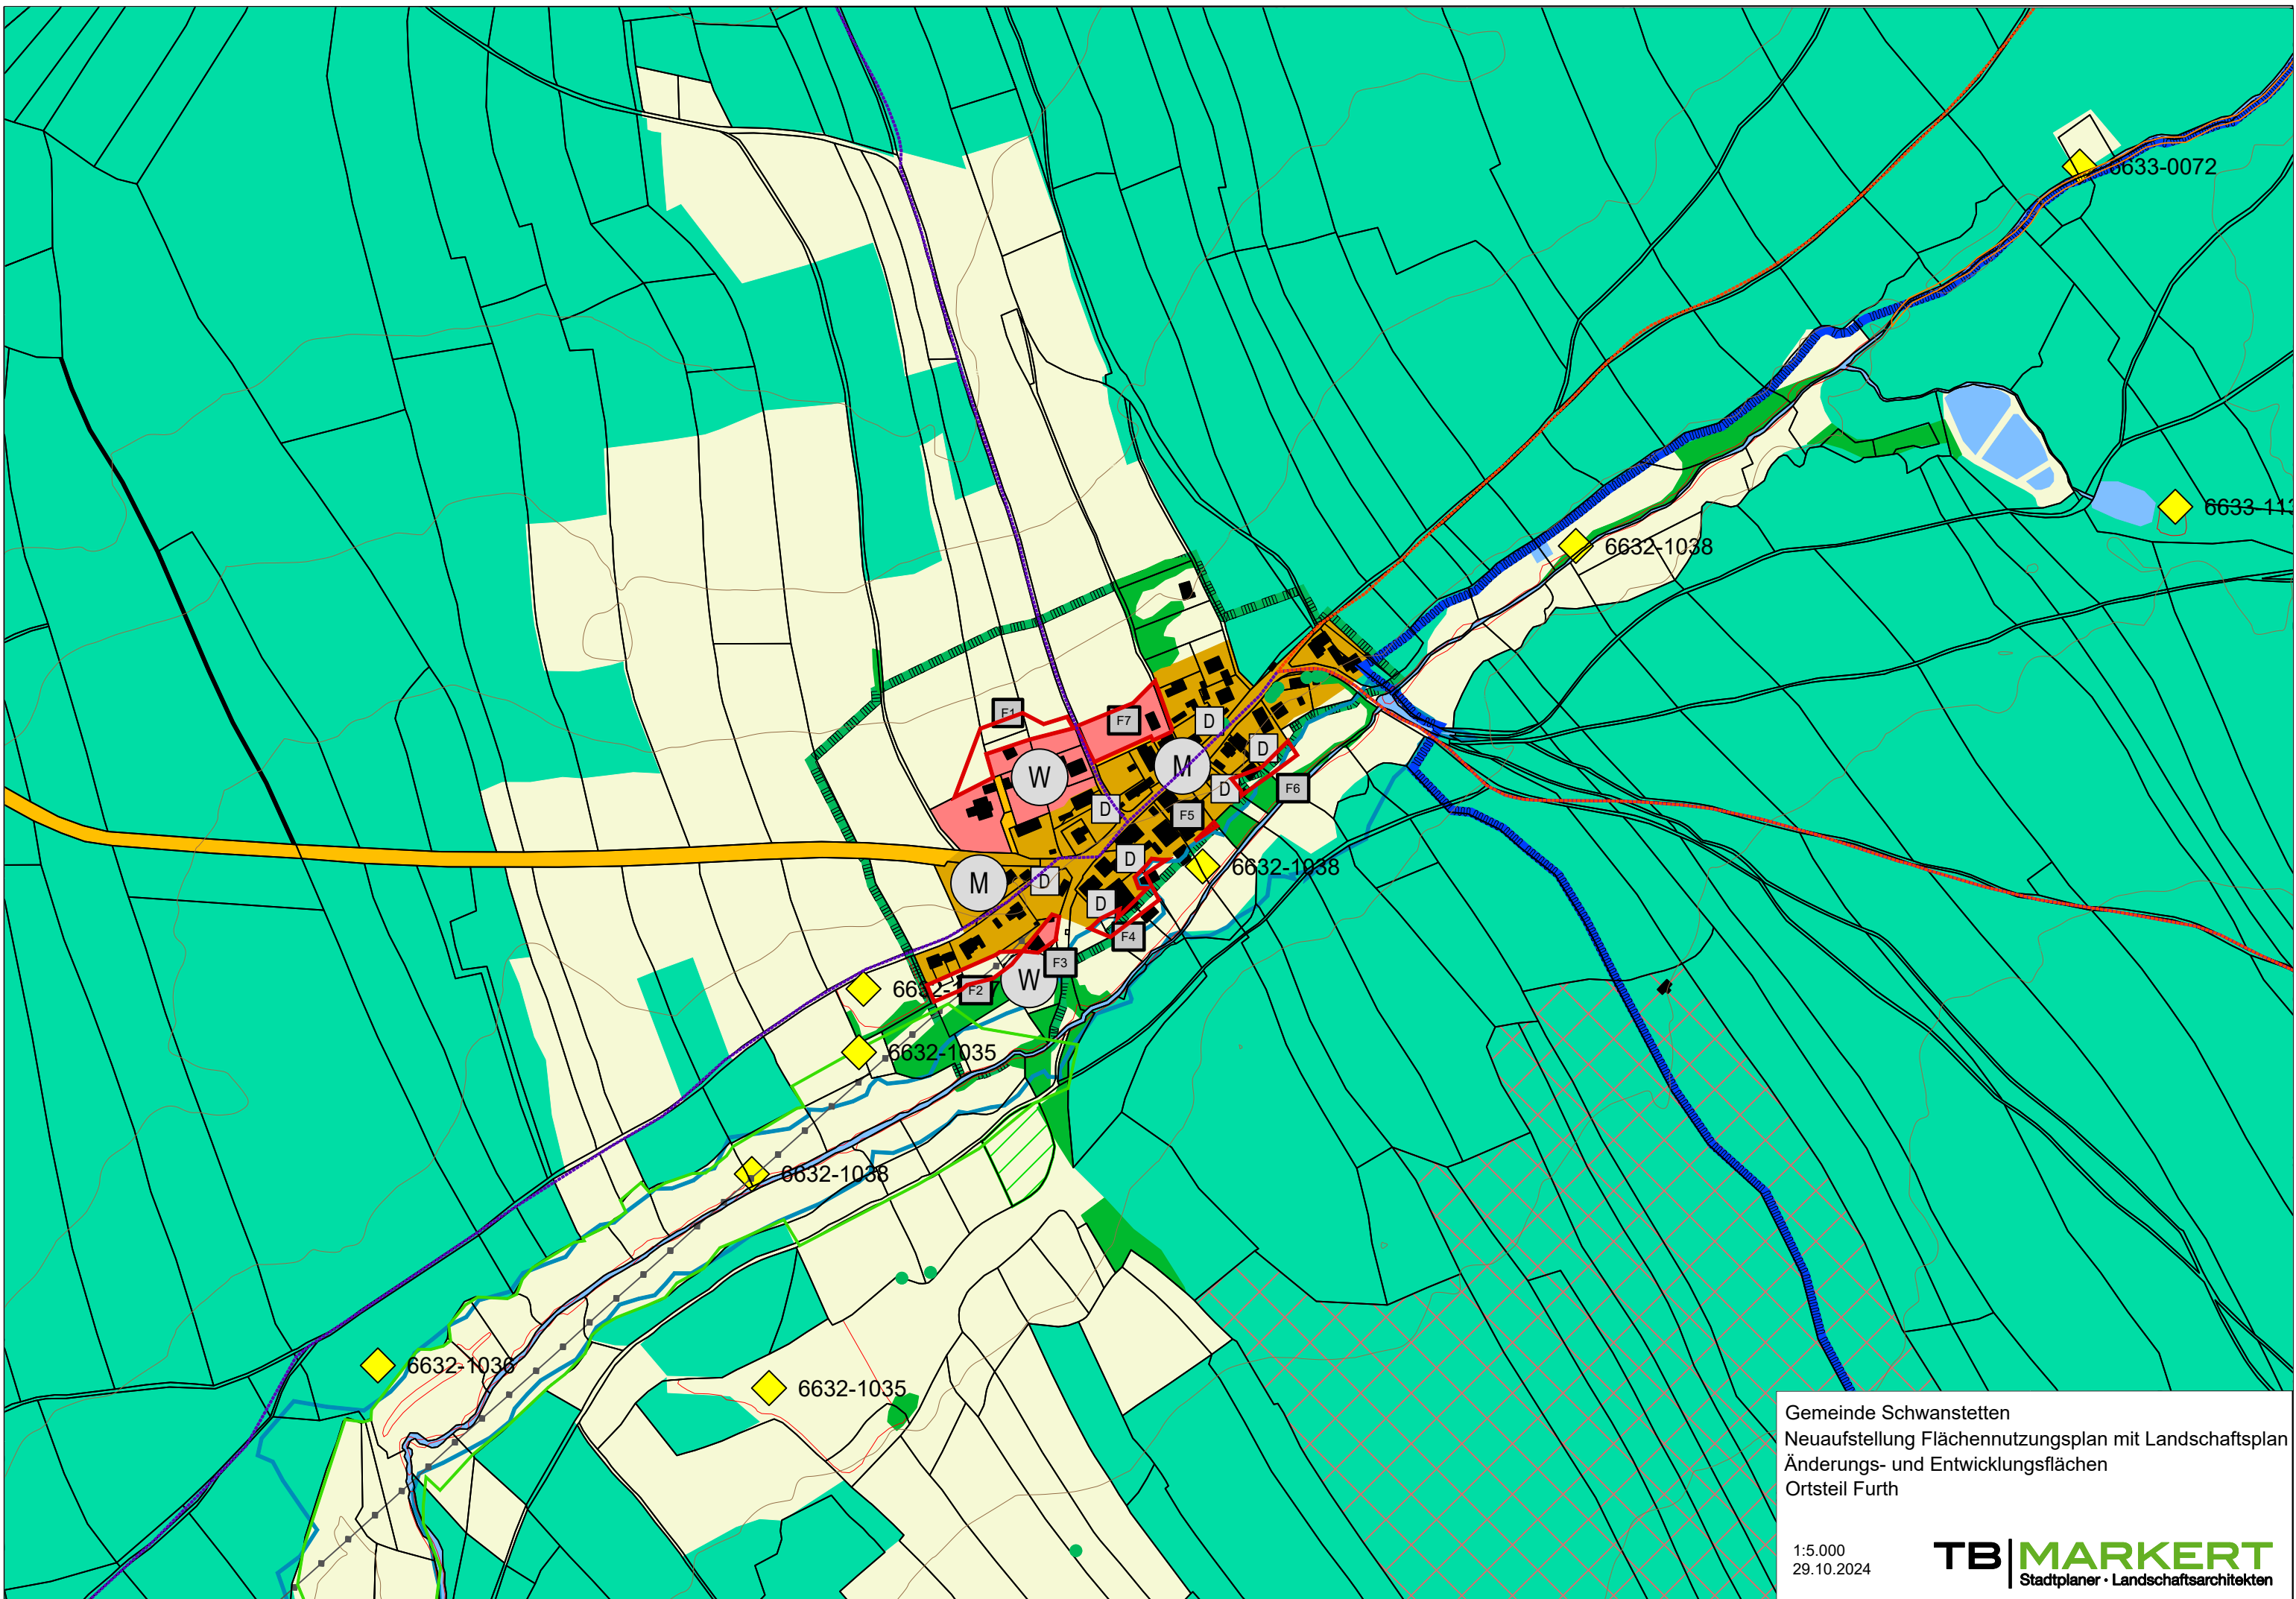 6633-0072
6633-113
6632-1038
F1
F7
D
D
W
M
D
F6
D
F5
D
6632-1038
M
D
D
F4
F3
W
F2
6632-1035
6632-1038
6632-1036
6632-1035
Gemeinde Schwanstetten
Neuaufstellung Flächennutzungsplan mit Landschaftsplan
Änderungs- und Entwicklungsflächen
Ortsteil Furth
1:5.000
29.10.2024
TB|MARKERT
Stadtplaner · Landschaftsarchitekten